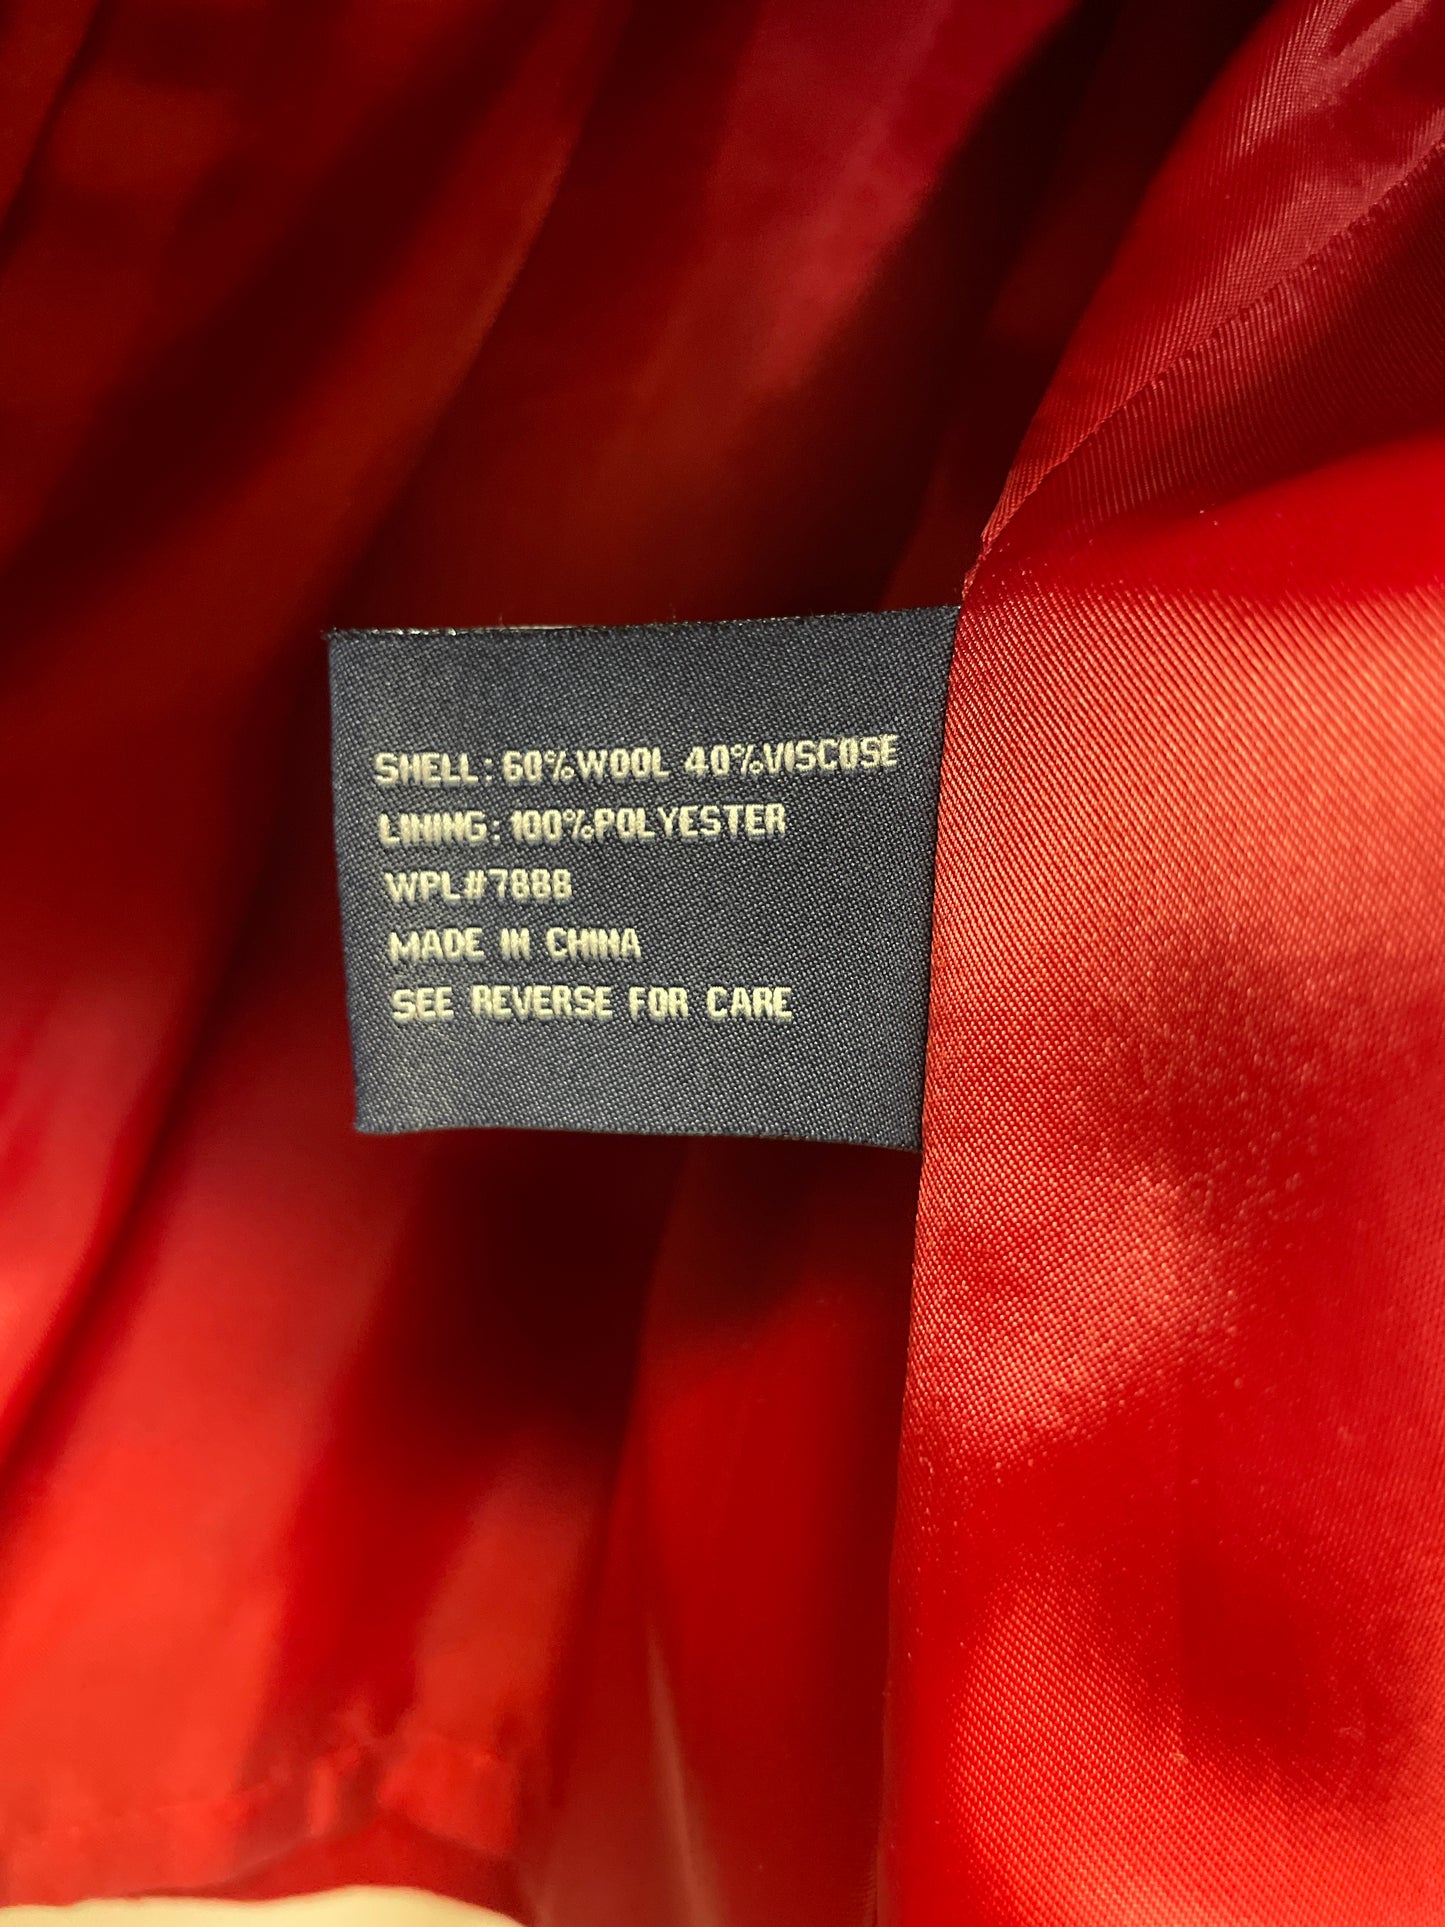 SHELL: 60%WOOL 40%VISCOSE
LINING: 100%POLYESTER
WPL#7888
MADE IN CHINA
SEE REVERSE FOR CARE